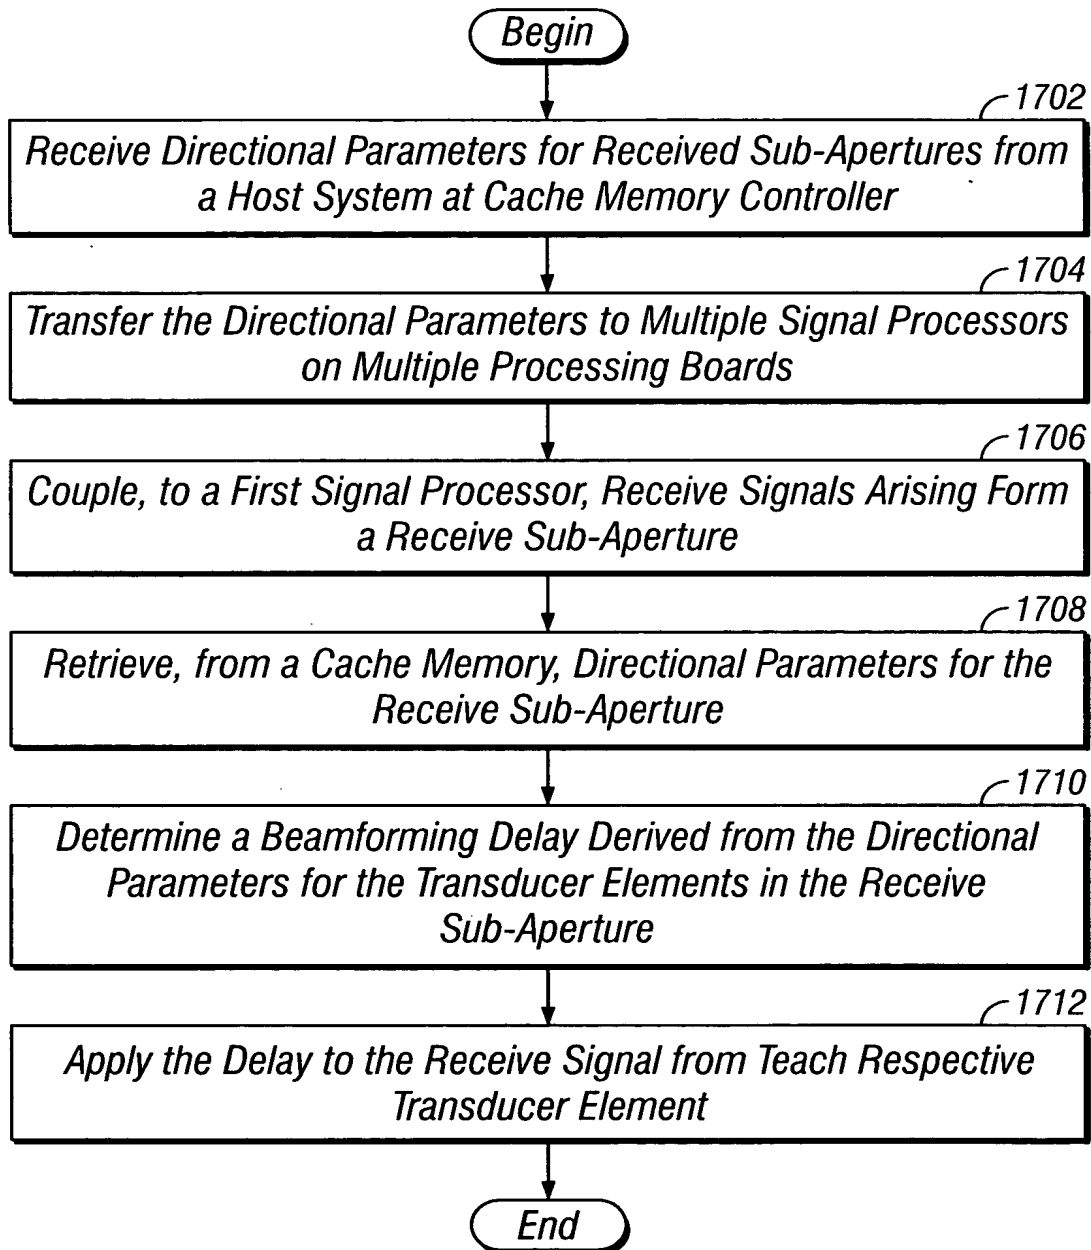 Begin
1702
Receive Directional Parameters for Received Sub-Apertures from
a Host System at Cache Memory Controller
1704
Transfer the Directional Parameters to Multiple Signal Processors
on Multiple Processing Boards
1706
Couple, to a First Signal Processor, Receive Signals Arising Form
a Receive Sub-Aperture
1708
Retrieve, from a Cache Memory, Directional Parameters for the
Receive Sub-Aperture
1710
Determine a Beamforming Delay Derived from the Directional
Parameters for the Transducer Elements in the Receive
Sub-Aperture
1712
Apply the Delay to the Receive Signal from Teach Respective
Transducer Element
End